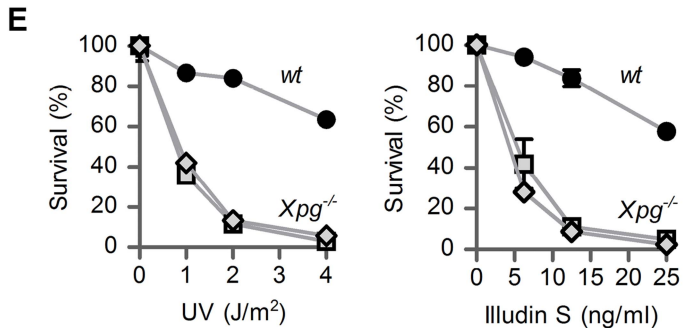 E
100
80
60
40
20
0
Survival (%)
wt
Xpg-/-
0 1 2 3 4
UV (J/m2)
100
80
60
40
20
0
Survival (%)
wt
Xpg-/-
0 5 10 15 20 25
Illudin S (ng/ml)